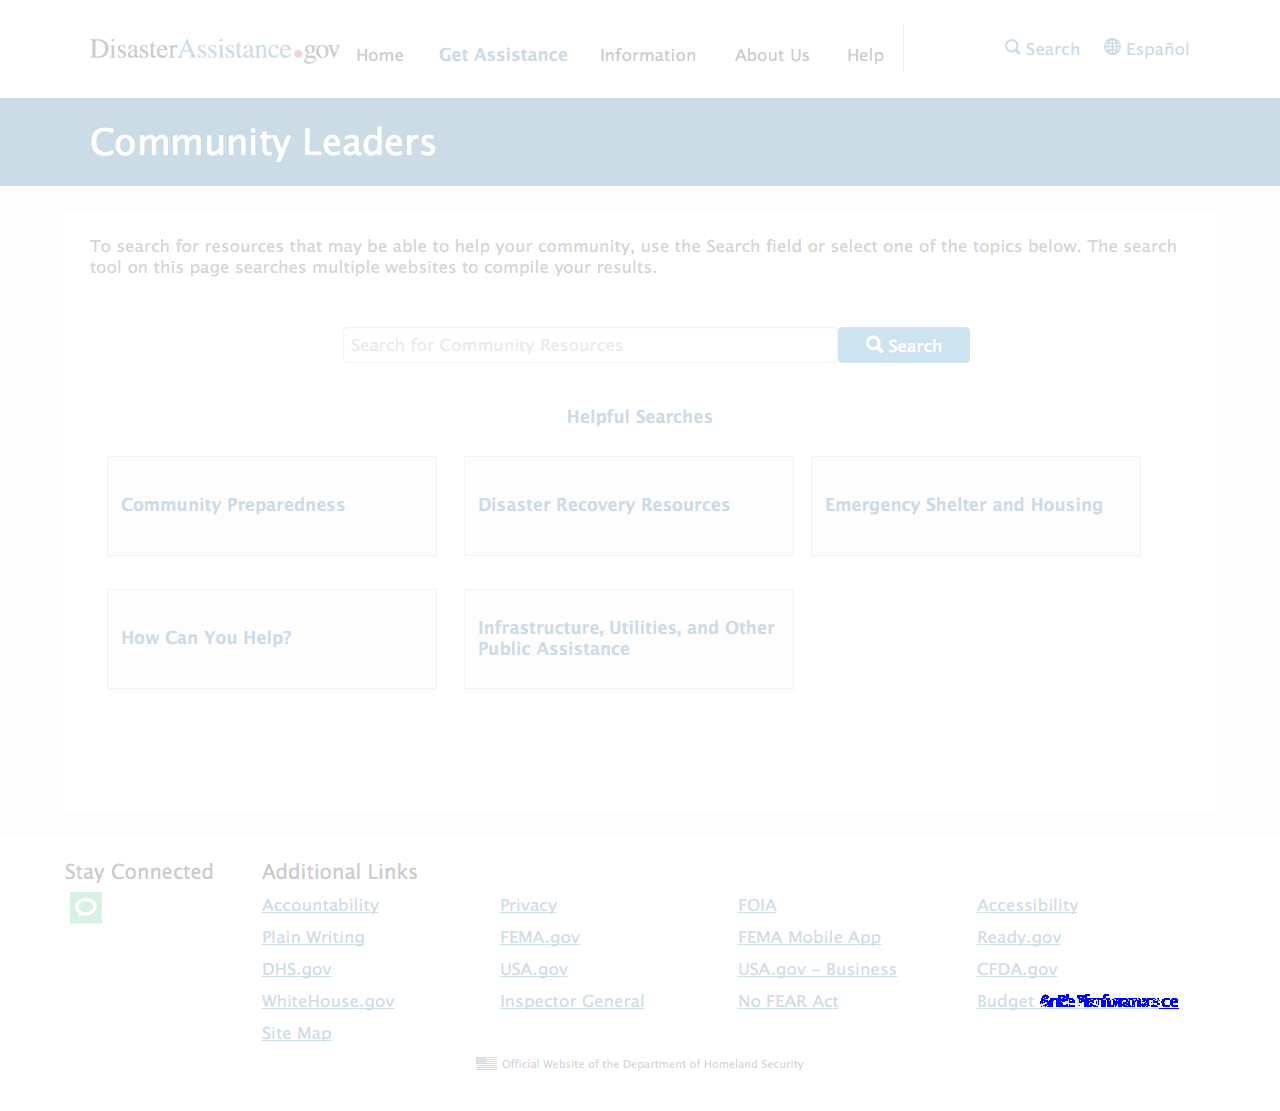 DisasterAssistance.gov Home Get Assistance Information About Us Help Search Español
Community Leaders
To search for resources that may be able to help your community, use the Search field or select one of the topics below. The search
tool on this page searches multiple websites to compile your results.
Search for Community Resources Search
Helpful Searches
Community Preparedness Disaster Recovery Resources Emergency Shelter and Housing
How Can You Help?
Infrastructure, Utilities, and Other
Public Assistance
Stay Connected Additional Links
Accountability Privacy FOIA Accessibility
Plain Writing FEMA.gov FEMA Mobile App Ready.gov
DHS.gov USA.gov USA.gov – Business CFDA.gov
WhiteHouse.gov Inspector General No FEAR Act Budget
Site Map
Official Website of the Department of Homeland Security